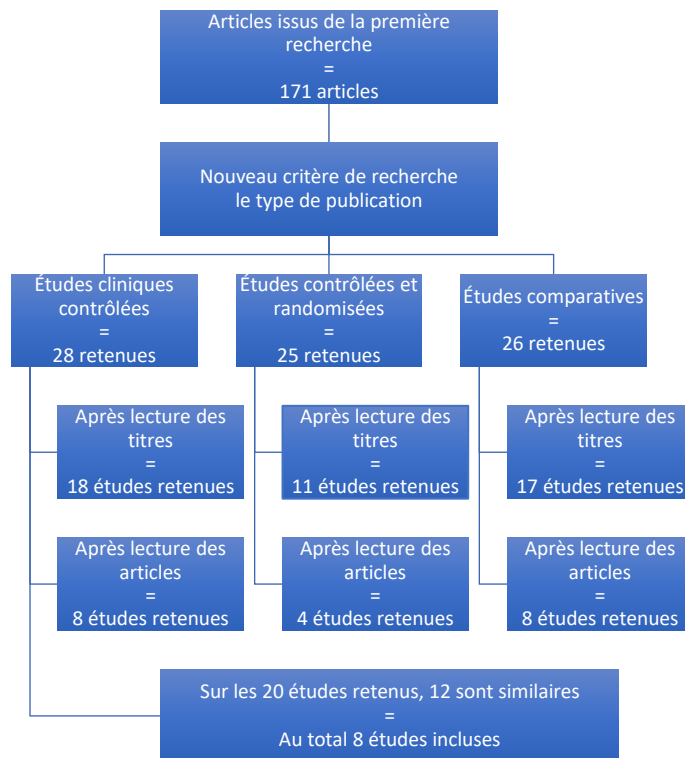 Articles issus de la première
recherche
=
171 articles
Nouveau critère de recherche
le type de publication
Études cliniques
contrôlées
=
28 retenues
Études contrôlées et
randomisées
=
25 retenues
Études comparatives
=
26 retenues
Après lecture des
titres
=
18 études retenues
Après lecture des
titres
=
11 études retenues
Après lecture des
titres
=
17 études retenues
Après lecture des
articles
=
8 études retenues
Après lecture des
articles
=
4 études retenues
Après lecture des
articles
=
8 études retenues
Sur les 20 études retenus, 12 sont similaires
=
Au total 8 études incluses